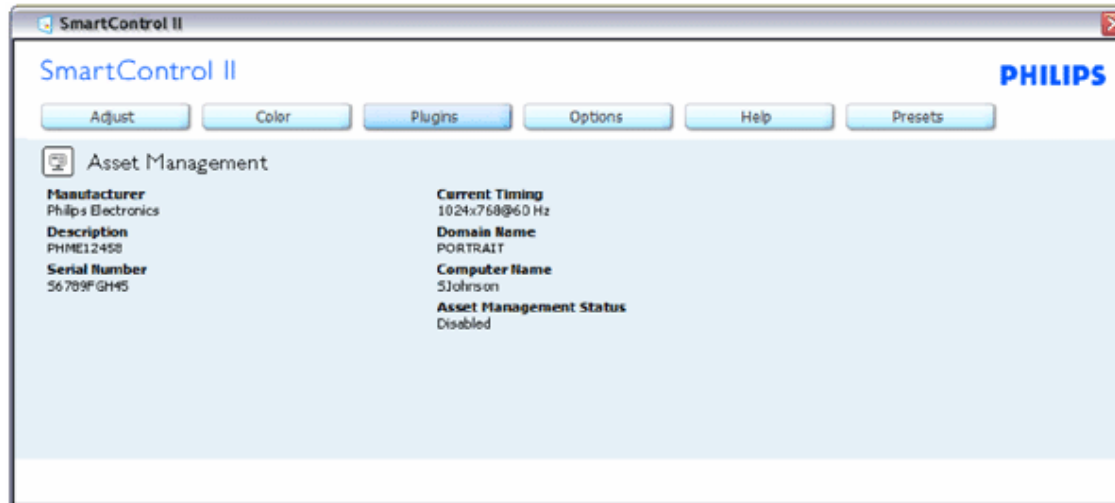 SmartControl II
SmartControl II
PHILIPS
Adjust Color Plugins Options Help Presets
Asset Management
Manufacturer
Philips Electronics
Description
PHME12458
Serial Number
S6789FGH45
Current Timing
1024x768@60 Hz
Domain Name
PORTRAIT
Computer Name
SJohnson
Asset Management Status
Disabled